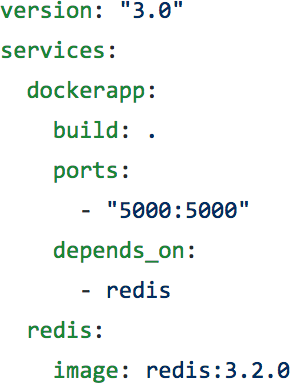 version: "3.0"
services:
  dockerapp:
    build: .
    ports:
      - "5000:5000"
    depends_on:
      - redis
  redis:
    image: redis:3.2.0